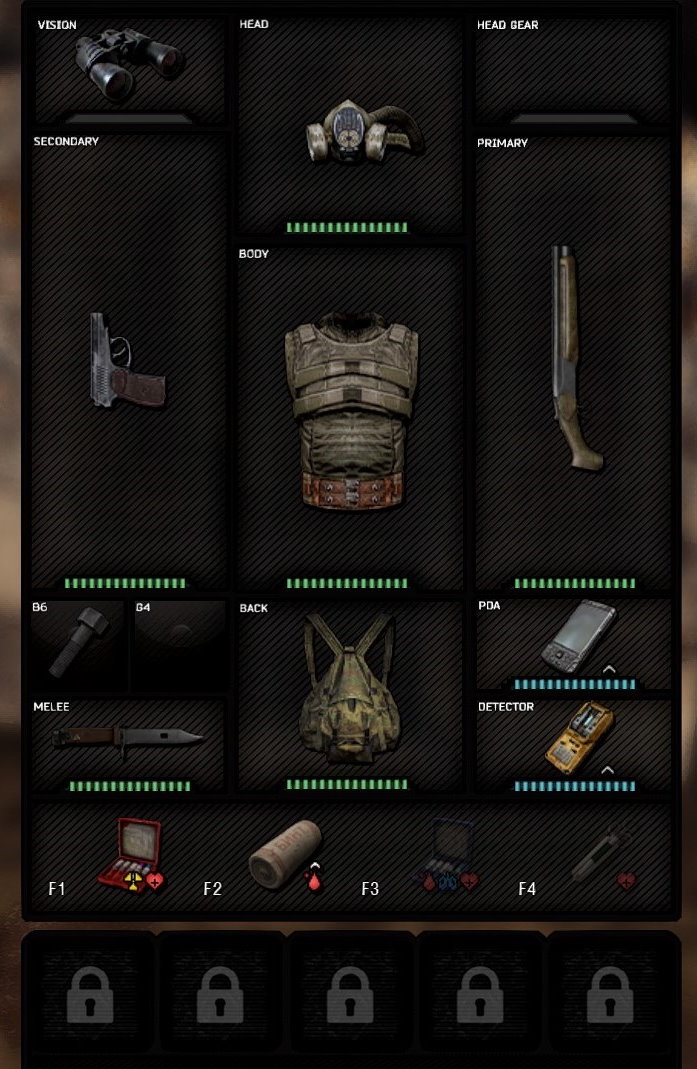 VISION
HEAD
HEAD GEAR
SECONDARY
PRIMARY
BODY
B6
G4
BACK
PDA
MELEE
DETECTOR
F1
F2
F3
F4